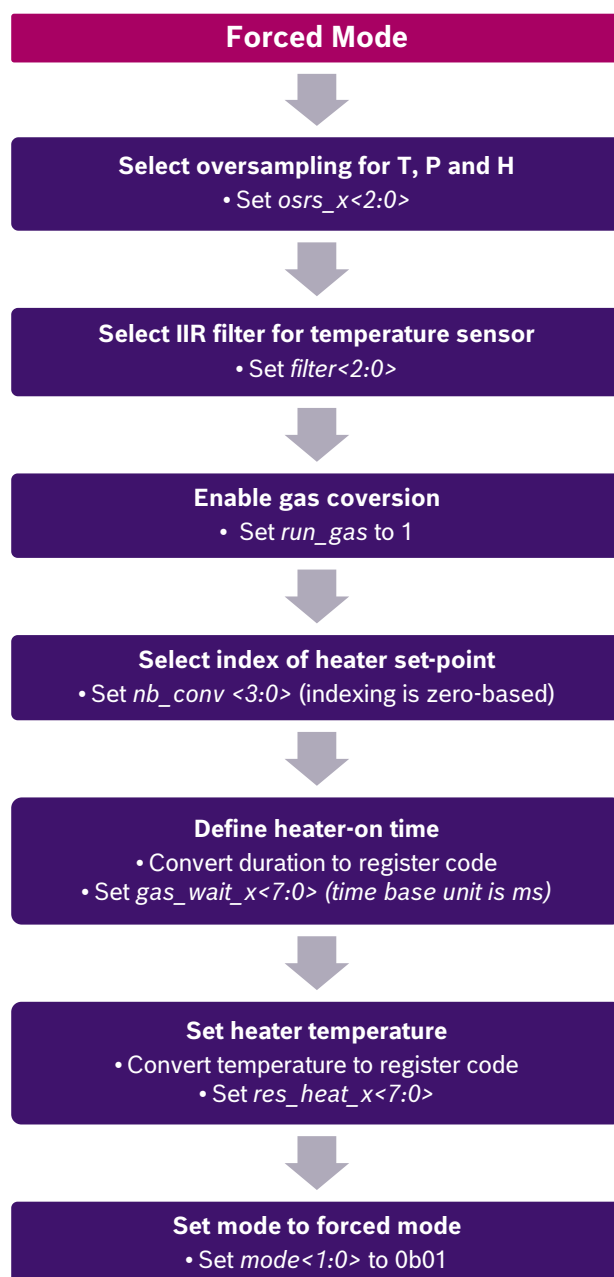 Forced Mode
Select oversampling for T, P and H
• Set osrs_x<2:0>
Select IIR filter for temperature sensor
• Set filter<2:0>
Enable gas coversion
• Set run_gas to 1
Select index of heater set-point
• Set nb_conv <3:0> (indexing is zero-based)
Define heater-on time
• Convert duration to register code
• Set gas_wait_x<7:0> (time base unit is ms)
Set heater temperature
• Convert temperature to register code
• Set res_heat_x<7:0>
Set mode to forced mode
• Set mode<1:0> to 0b01